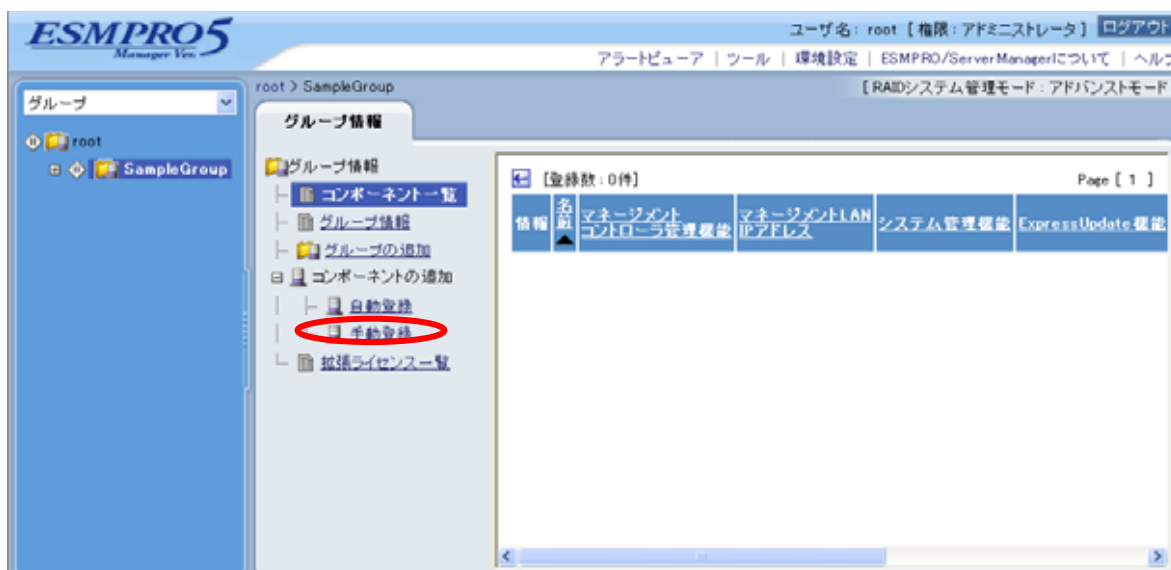 ESMPRO5
Manager Ver.
ユーザ名: root [ 権限 : アドミニストレータ ] ログアウト
アラートビューア | ツール | 環境設定 | ESMPRO/ServerManagerについて | ヘルプ
グループ
root
SampleGroup
root > SampleGroup
[ RAIDシステム管理モード : アドバンストモード
グループ情報
グループ情報
コンポーネント一覧
グループ情報
グループの追加
コンポーネントの追加
自動登録
手動登録
拡張ライセンス一覧
[登録数 : 0件]
Page [ 1 ]
情報
名前
マネージメント
コントローラ管理機能
マネージメントLAN
IPアドレス
システム管理機能
ExpressUpdate機能